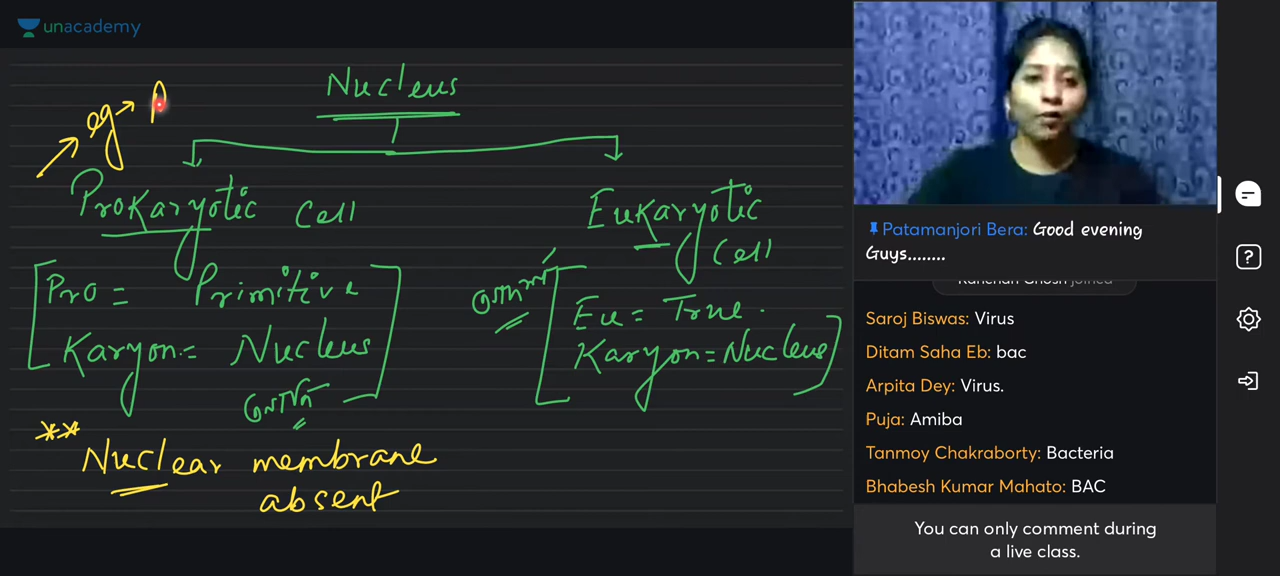 unacademy
Nucleus
eg → 
Prokaryotic Cell
Eukaryotic Cell
Pro = Primitive
Karyon = Nucleus
Eu = True.
Karyon = Nucleus
** Nuclear membrane
absent
Patamanjori Bera: Good evening
Guys........
Saroj Biswas: Virus
Ditam Saha Eb: bac
Arpita Dey: Virus.
Puja: Amiba
Tanmoy Chakraborty: Bacteria
Bhabesh Kumar Mahato: BAC
You can only comment during
a live class.